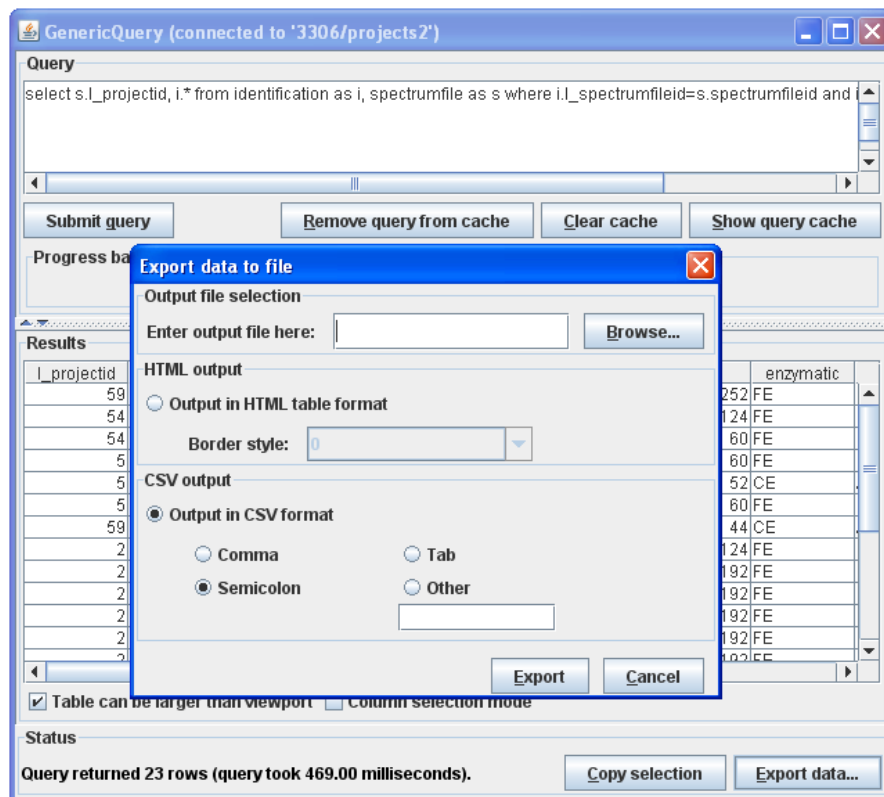 GenericQuery (connected to '3306/projects2')
Query
select s.l_projectid, i.* from identification as i, spectrumfile as s where i.l_spectrumfileid=s.spectrumfileid and i
Submit query Remove query from cache Clear cache Show query cache
Progress ba
Export data to file
Output file selection
Enter output file here: Browse...
HTML output
Output in HTML table format
Border style: 0
CSV output
Output in CSV format
Comma Tab
Semicolon Other
Export Cancel
Results
l_projectid enzymatic
59 252 FE
54 124 FE
54 60 FE
5 60 FE
5 52 CE
5 60 FE
59 44 CE
2 124 FE
2 192 FE
2 192 FE
2 192 FE
2 192 FE
2 192 FE
Table can be larger than viewport Column selection mode
Status
Query returned 23 rows (query took 469.00 milliseconds). Copy selection Export data...